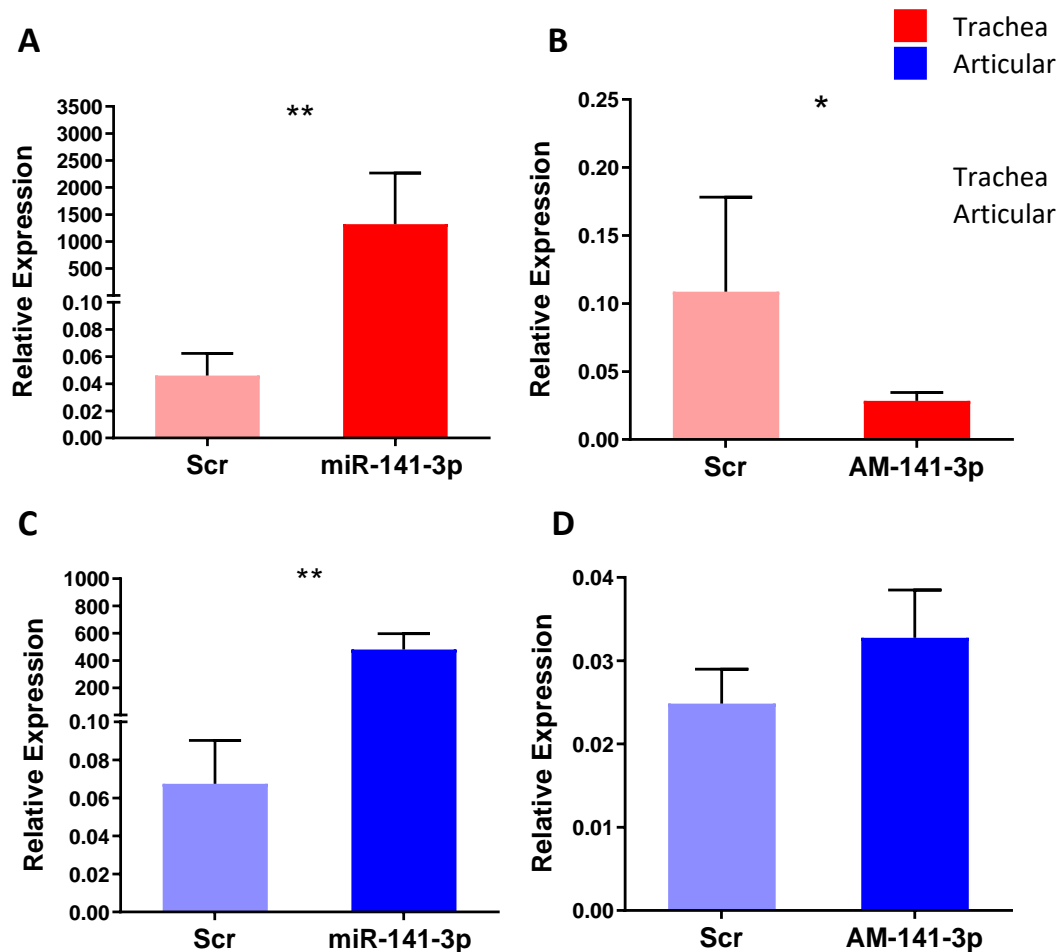 A
B
Trachea
Articular
Trachea
Articular
**
Relative Expression
3500
3000
2500
2000
1500
1000
500
0.10
0.08
0.06
0.04
0.02
0.00
Scr
miR-141-3p
*
Relative Expression
0.25
0.20
0.15
0.10
0.05
0.00
Scr
AM-141-3p
C
D
**
Relative Expression
1000
800
600
400
200
0.10
0.08
0.06
0.04
0.02
0.00
Scr
miR-141-3p
Relative Expression
0.04
0.03
0.02
0.01
0.00
Scr
AM-141-3p